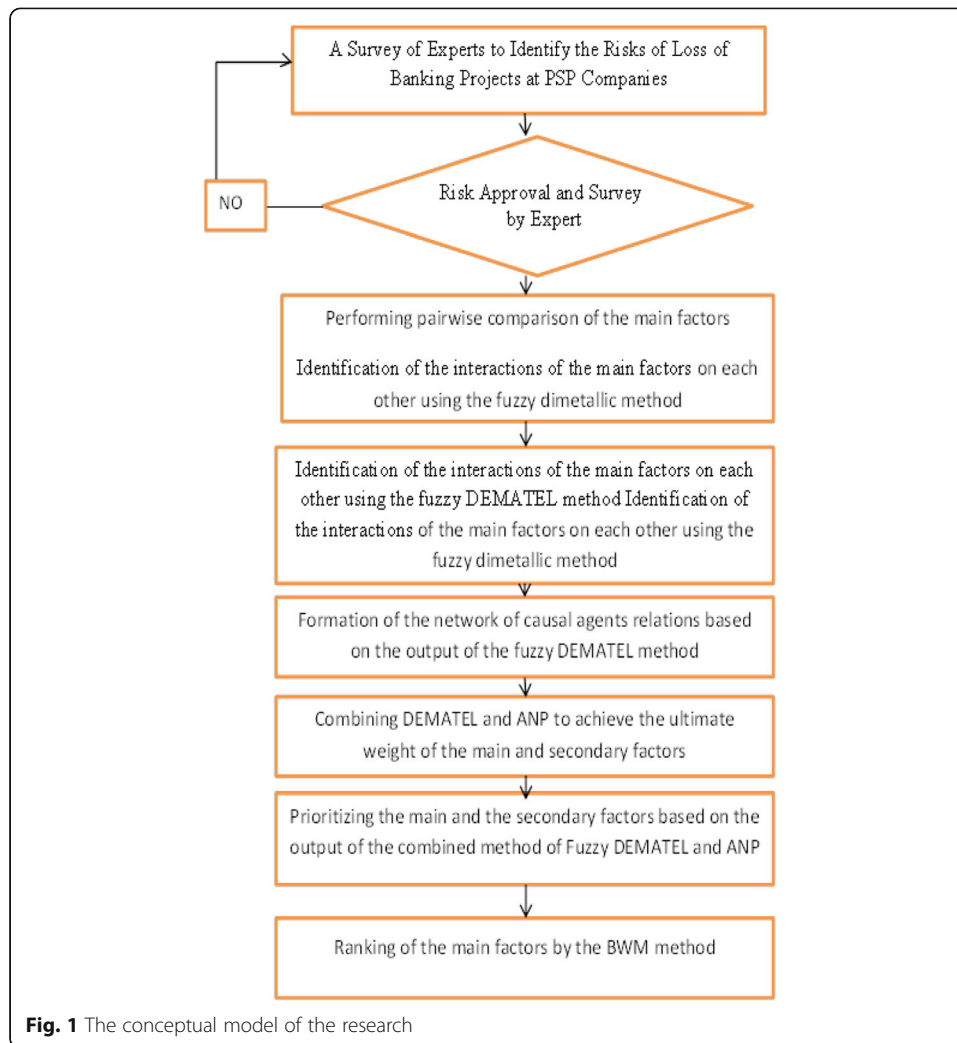 A Survey of Experts to Identify the Risks of Loss of
Banking Projects at PSP Companies
NO
Risk Approval and Survey
by Expert
Performing pairwise comparison of the main factors
Identification of the interactions of the main factors on each
other using the fuzzy dimetallic method
Identification of the interactions of the main factors on each
other using the fuzzy DEMATEL method Identification of
the interactions of the main factors on each other using the
fuzzy dimetallic method
Formation of the network of causal agents relations based
on the output of the fuzzy DEMATEL method
Combining DEMATEL and ANP to achieve the ultimate
weight of the main and secondary factors
Prioritizing the main and the secondary factors based on the
output of the combined method of Fuzzy DEMATEL and ANP
Ranking of the main factors by the BWM method
Fig. 1 The conceptual model of the research